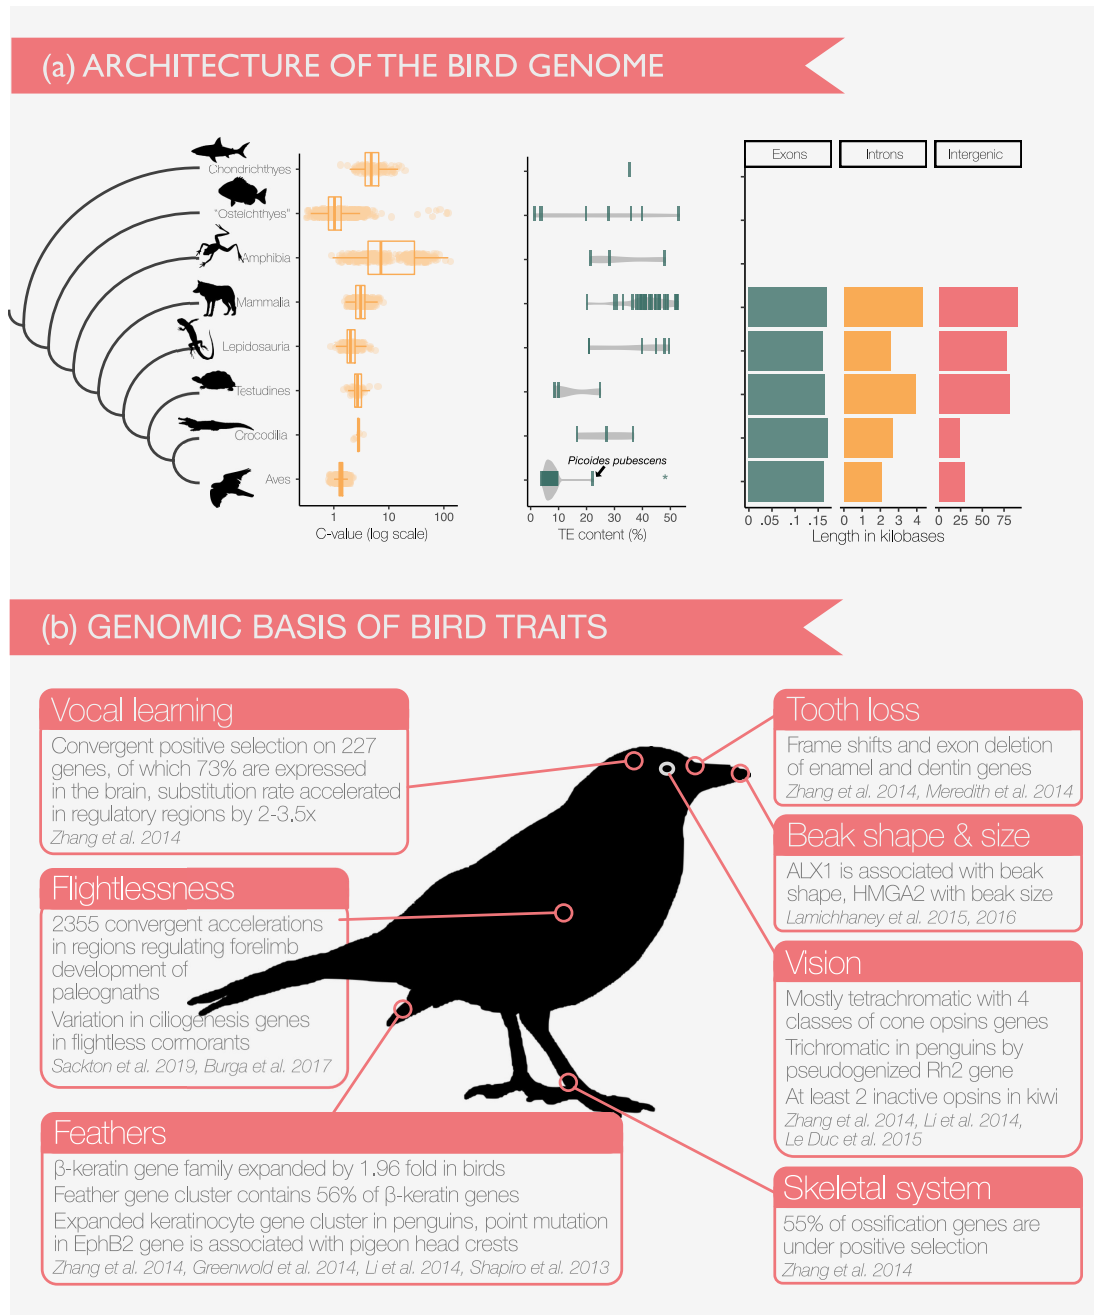 (a) ARCHITECTURE OF THE BIRD GENOME
Exons
Introns
Intergenic
Chondrichthyes
"Osteichthyes"
Amphibia
Mammalia
Lepidosauria
Testudines
Crocodilia
Aves
Picoides pubescens
*
1 10 100
C-value (log scale)
0 10 20 30 40 50
TE content (%)
0 .05 .1 .15
0 1 2 3 4
0 25 50 75
Length in kilobases
(b) GENOMIC BASIS OF BIRD TRAITS
Vocal learning
Convergent positive selection on 227
genes, of which 73% are expressed
in the brain, substitution rate accelerated
in regulatory regions by 2-3.5x
Zhang et al. 2014
Flightlessness
2355 convergent accelerations
in regions regulating forelimb
development of
paleognaths
Variation in ciliogenesis genes
in flightless cormorants
Sackton et al. 2019, Burga et al. 2017
Feathers
β-keratin gene family expanded by 1.96 fold in birds
Feather gene cluster contains 56% of β-keratin genes
Expanded keratinocyte gene cluster in penguins, point mutation
in EphB2 gene is associated with pigeon head crests
Zhang et al. 2014, Greenwold et al. 2014, Li et al. 2014, Shapiro et al. 2013
Tooth loss
Frame shifts and exon deletion
of enamel and dentin genes
Zhang et al. 2014, Meredith et al. 2014
Beak shape & size
ALX1 is associated with beak
shape, HMGA2 with beak size
Lamichhaney et al. 2015, 2016
Vision
Mostly tetrachromatic with 4
classes of cone opsins genes
Trichromatic in penguins by
pseudogenized Rh2 gene
At least 2 inactive opsins in kiwi
Zhang et al. 2014, Li et al. 2014,
Le Duc et al. 2015
Skeletal system
55% of ossification genes are
under positive selection
Zhang et al. 2014